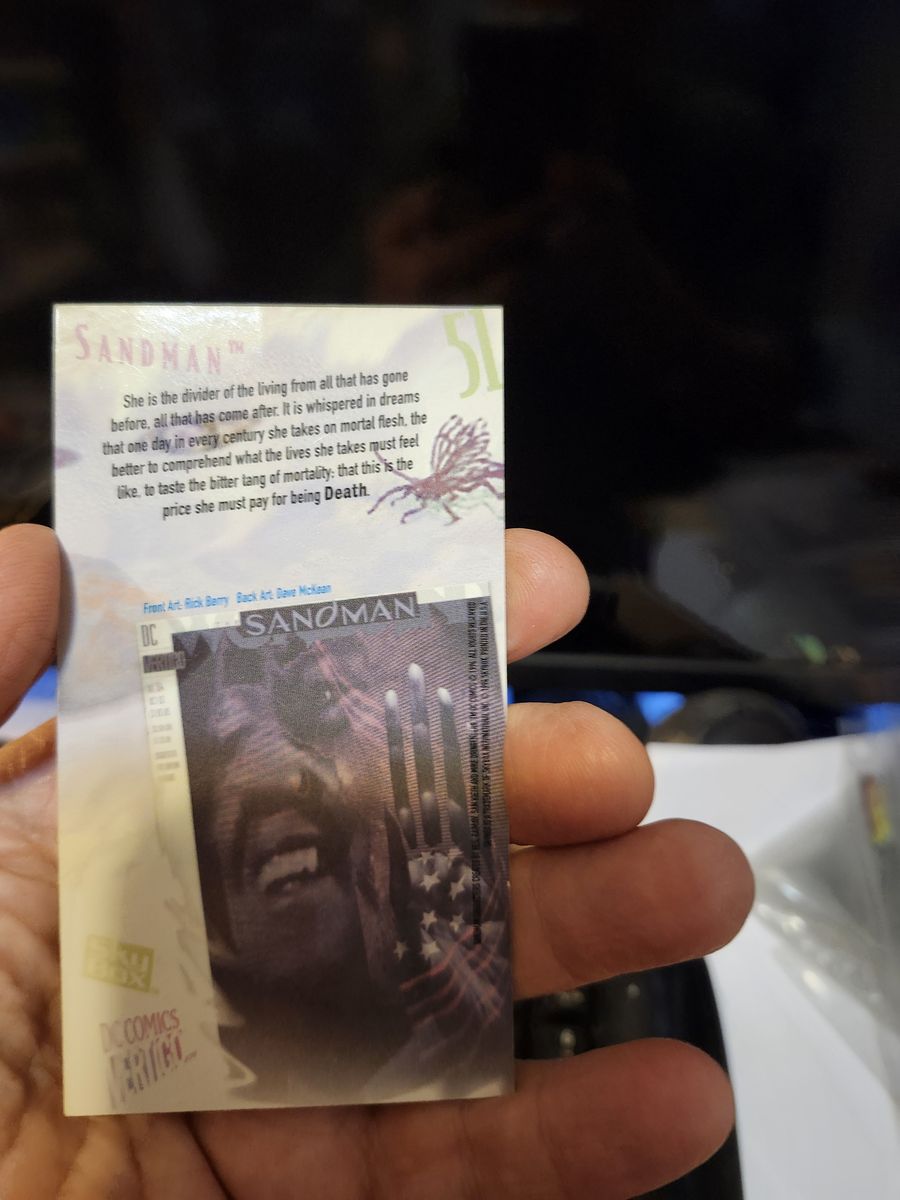 SANDMAN™
51
She is the divider of the living from all that has gone
before, all that has come after. It is whispered in dreams
that one day in every century she takes on mortal flesh, the
better to comprehend what the lives she takes must feel
like, to taste the bitter tang of mortality; that this is the
price she must pay for being Death.
Front Art: Rick Berry Back Art: Dave McKean
DC
VERTIGO
SANDMAN
SKY
BOX
DC COMICS
VERTIGO